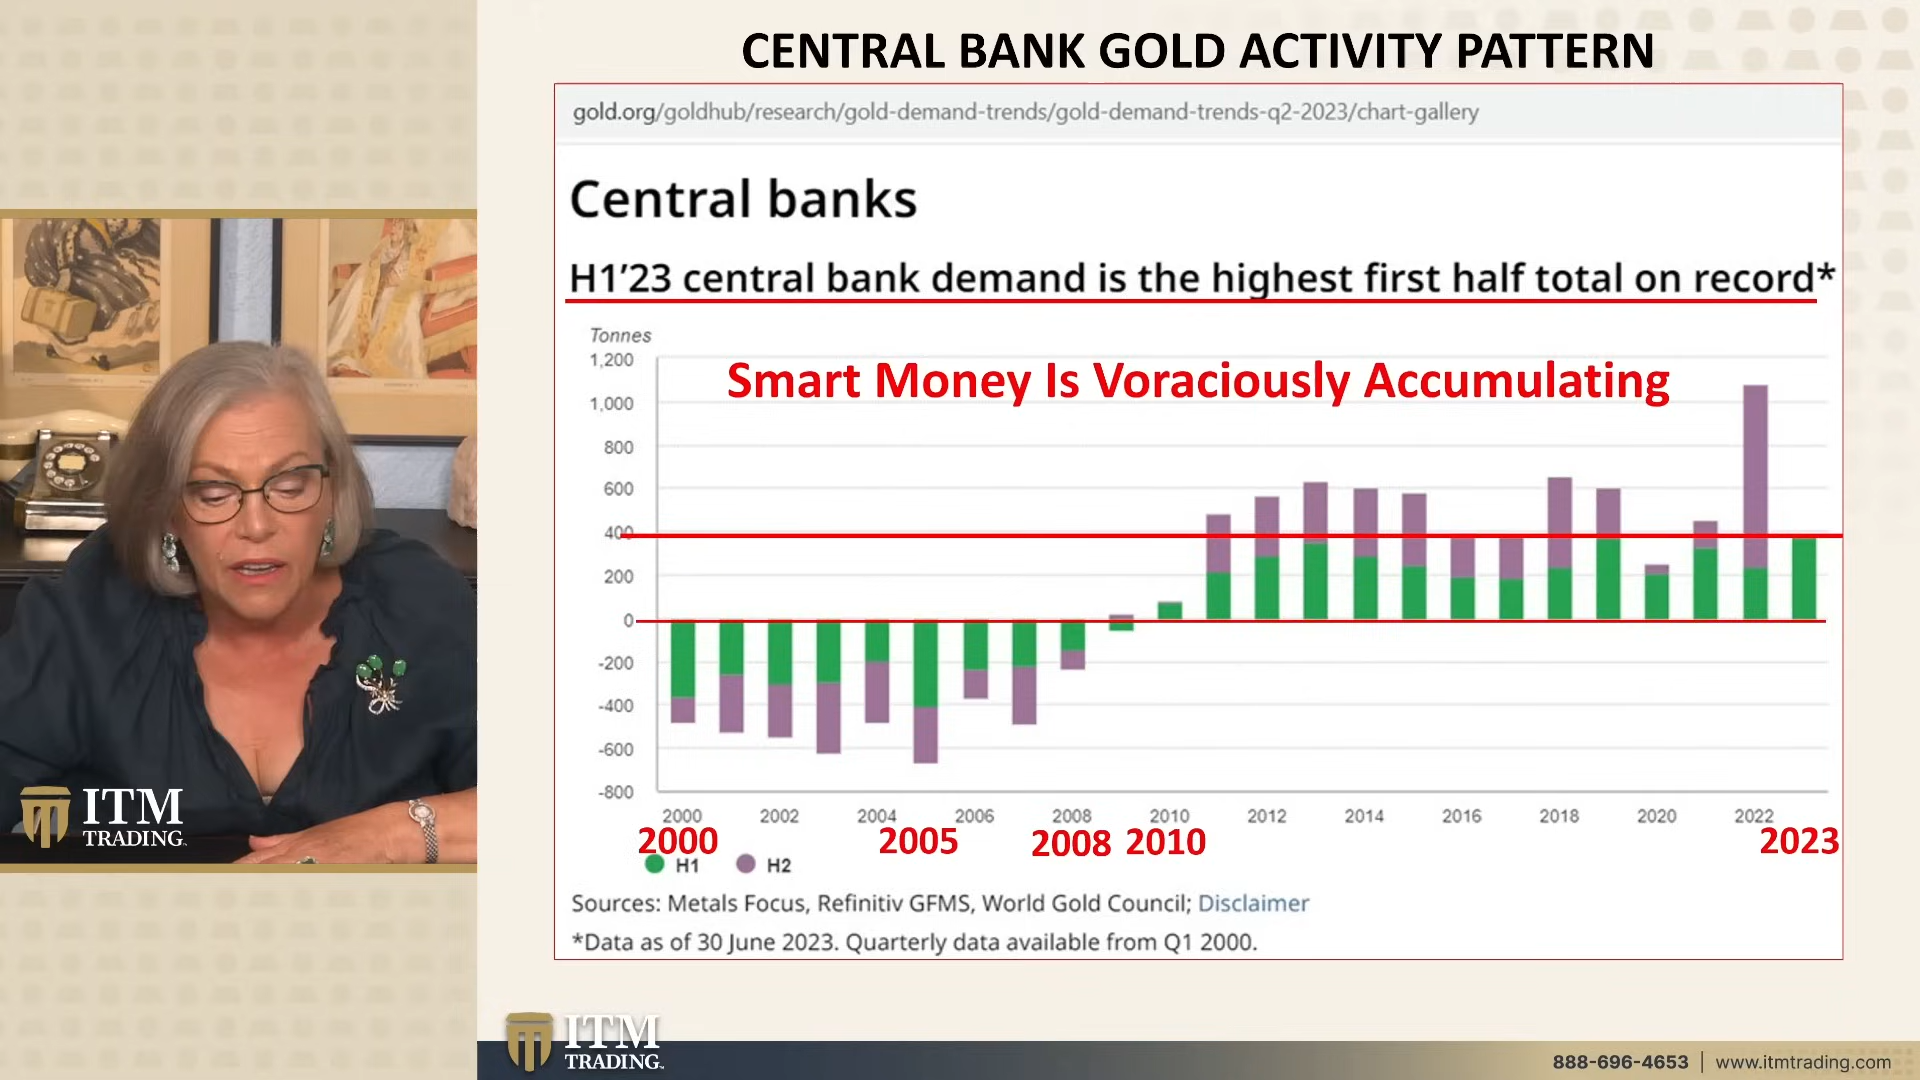 CENTRAL BANK GOLD ACTIVITY PATTERN
gold.org/goldhub/research/gold-demand-trends/gold-demand-trends-q2-2023/chart-gallery
Central banks
H1’23 central bank demand is the highest first half total on record*
Tonnes
Smart Money Is Voraciously Accumulating
1,200
1,000
800
600
400
200
0
-200
-400
-600
-800
2000 2002 2004 2006 2008 2010 2012 2014 2016 2018 2020 2022
2000 2005 2008 2010 2023
H1 H2
Sources: Metals Focus, Refinitiv GFMS, World Gold Council; Disclaimer
*Data as of 30 June 2023. Quarterly data available from Q1 2000.
ITM
TRADING
ITM
TRADING
888-696-4653 | www.itmtrading.com